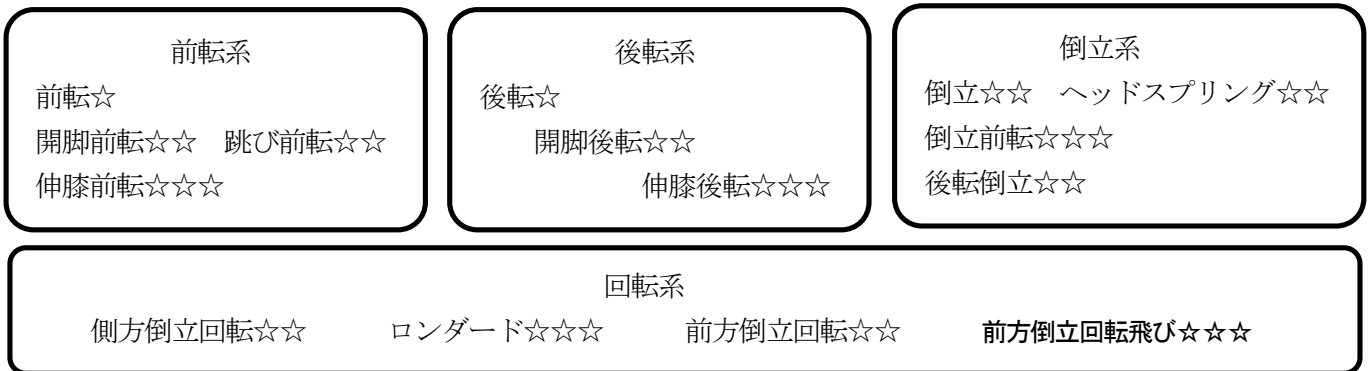 前転系
前転☆
開脚前転☆☆ 跳び前転☆☆
伸膝前転☆☆☆
後転系
後転☆
開脚後転☆☆
伸膝後転☆☆☆
倒立系
倒立☆☆ ヘッドスプリング☆☆
倒立前転☆☆☆
後転倒立☆☆
回転系
側方倒立回転☆☆ ロンダード☆☆☆ 前方倒立回転☆☆ 前方倒立回転飛び☆☆☆